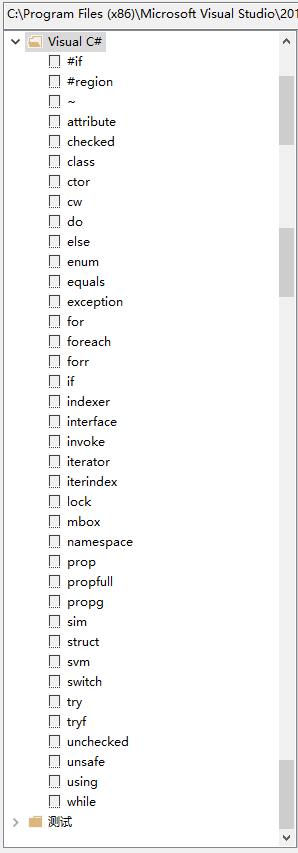 C:\Program Files (x86)\Microsoft Visual Studio\201
Visual C#
#if
#region
~
attribute
checked
class
ctor
cw
do
else
enum
equals
exception
for
foreach
forr
if
indexer
interface
invoke
iterator
iterindex
lock
mbox
namespace
prop
propfull
propg
sim
struct
svm
switch
try
tryf
unchecked
unsafe
using
while
测试